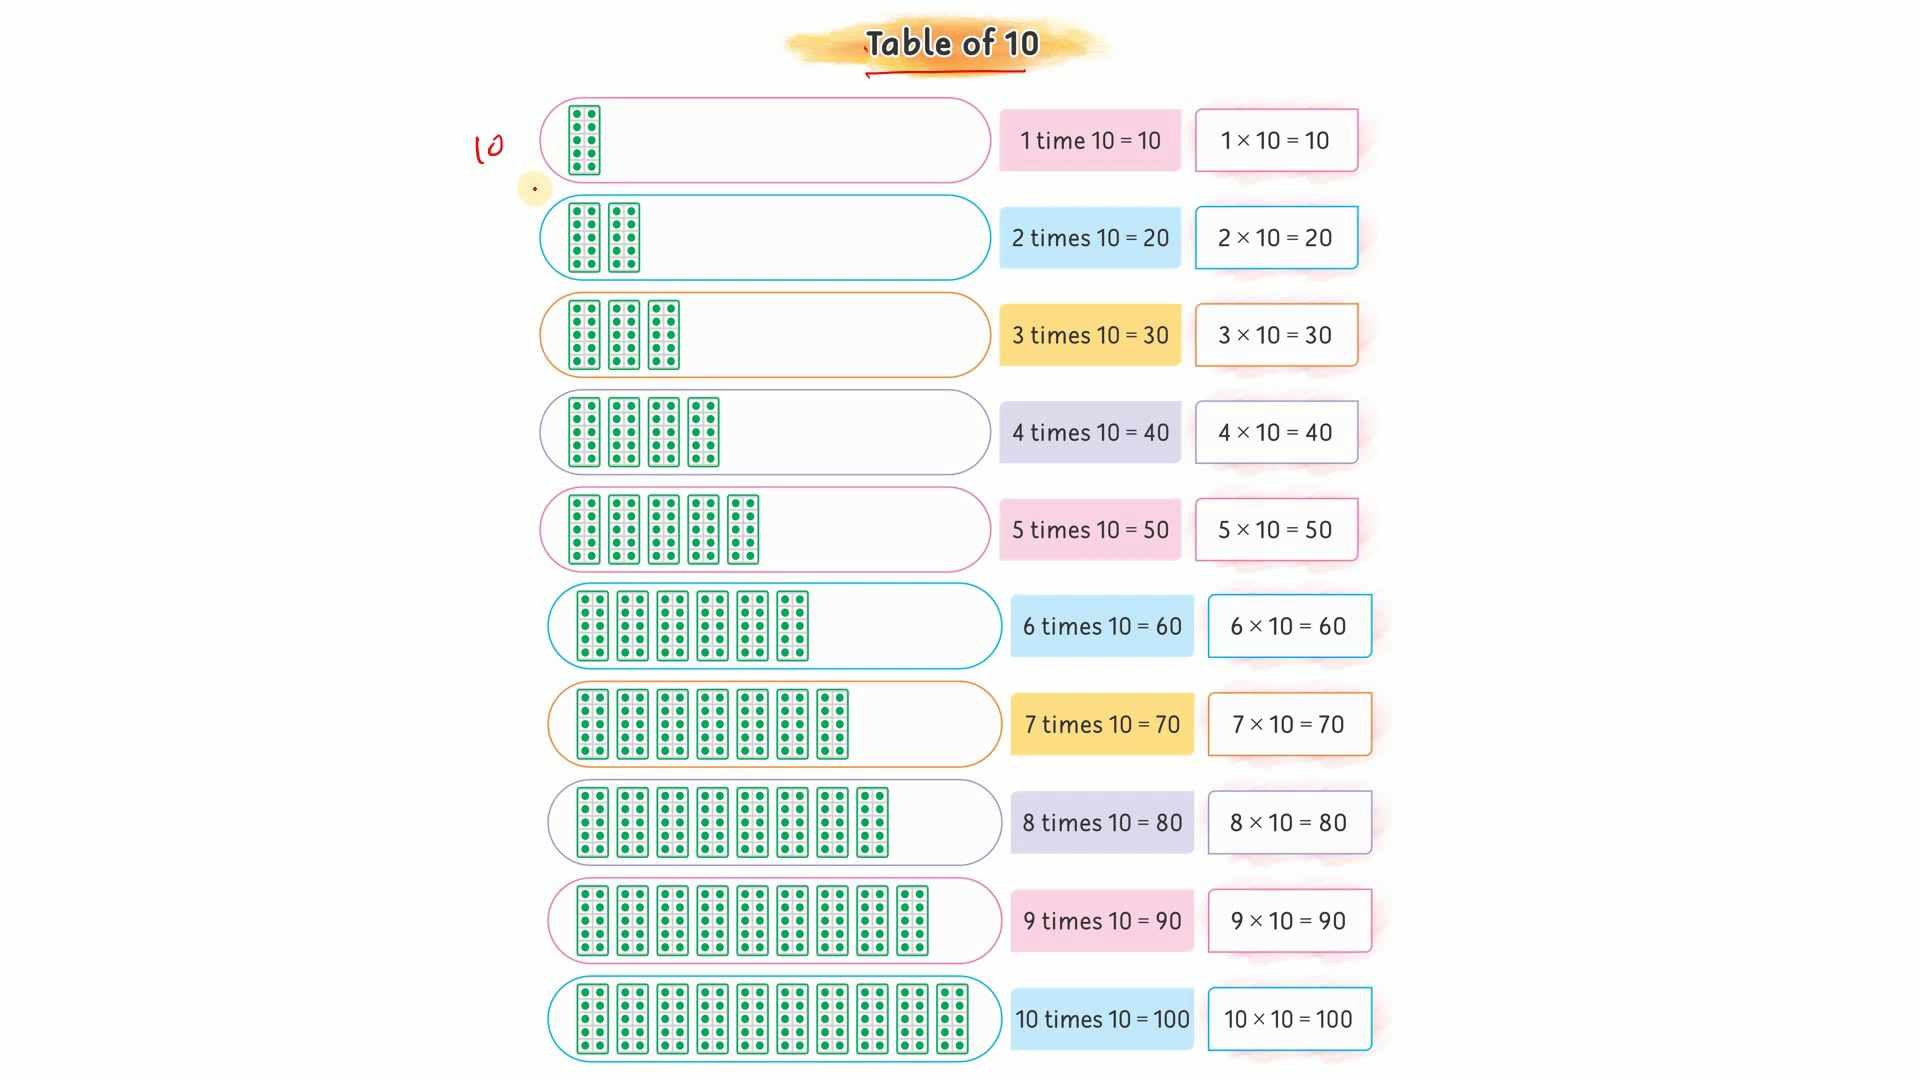 Table of 10
10
1 time 10 = 10 1 × 10 = 10
2 times 10 = 20 2 × 10 = 20
3 times 10 = 30 3 × 10 = 30
4 times 10 = 40 4 × 10 = 40
5 times 10 = 50 5 × 10 = 50
6 times 10 = 60 6 × 10 = 60
7 times 10 = 70 7 × 10 = 70
8 times 10 = 80 8 × 10 = 80
9 times 10 = 90 9 × 10 = 90
10 times 10 = 100 10 × 10 = 100